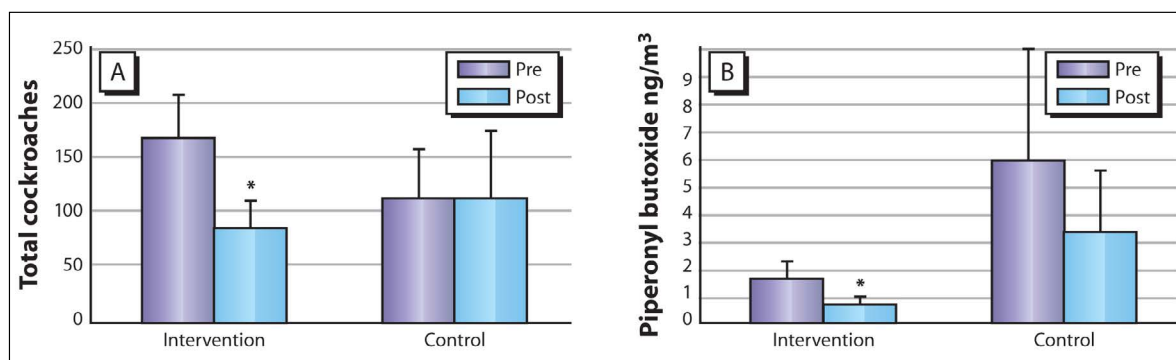 A
Total cockroaches
250
200
150
100
50
0
Pre
Post
*
Intervention
Control
B
Piperonyl butoxide ng/m³
9
8
7
6
5
4
3
2
1
0
Pre
Post
*
Intervention
Control